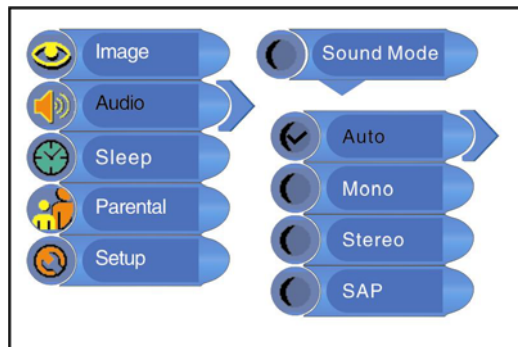 Image
Audio
Sleep
Parental
Setup
Sound Mode
Auto
Mono
Stereo
SAP